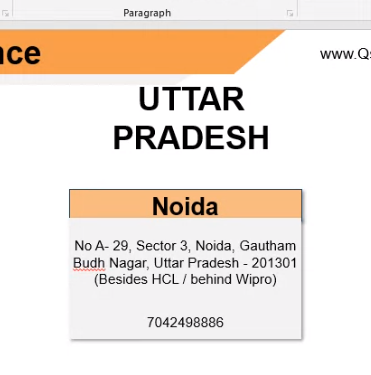 Paragraph
nce
www.Qs
UTTAR
PRADESH
Noida
No A- 29, Sector 3, Noida, Gautham
Budh Nagar, Uttar Pradesh - 201301
(Besides HCL / behind Wipro)
7042498886